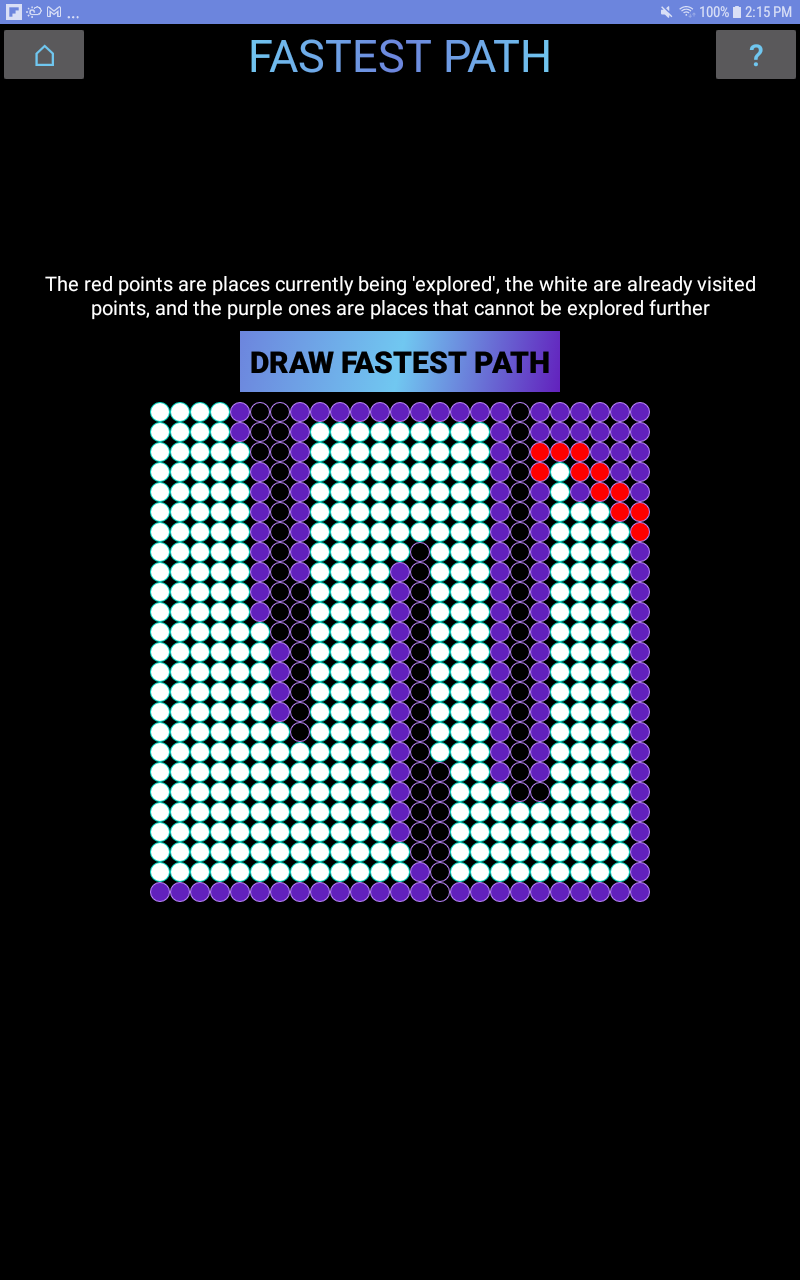 ... 100% 2:15 PM
FASTEST PATH
?
The red points are places currently being 'explored', the white are already visited
points, and the purple ones are places that cannot be explored further
DRAW FASTEST PATH